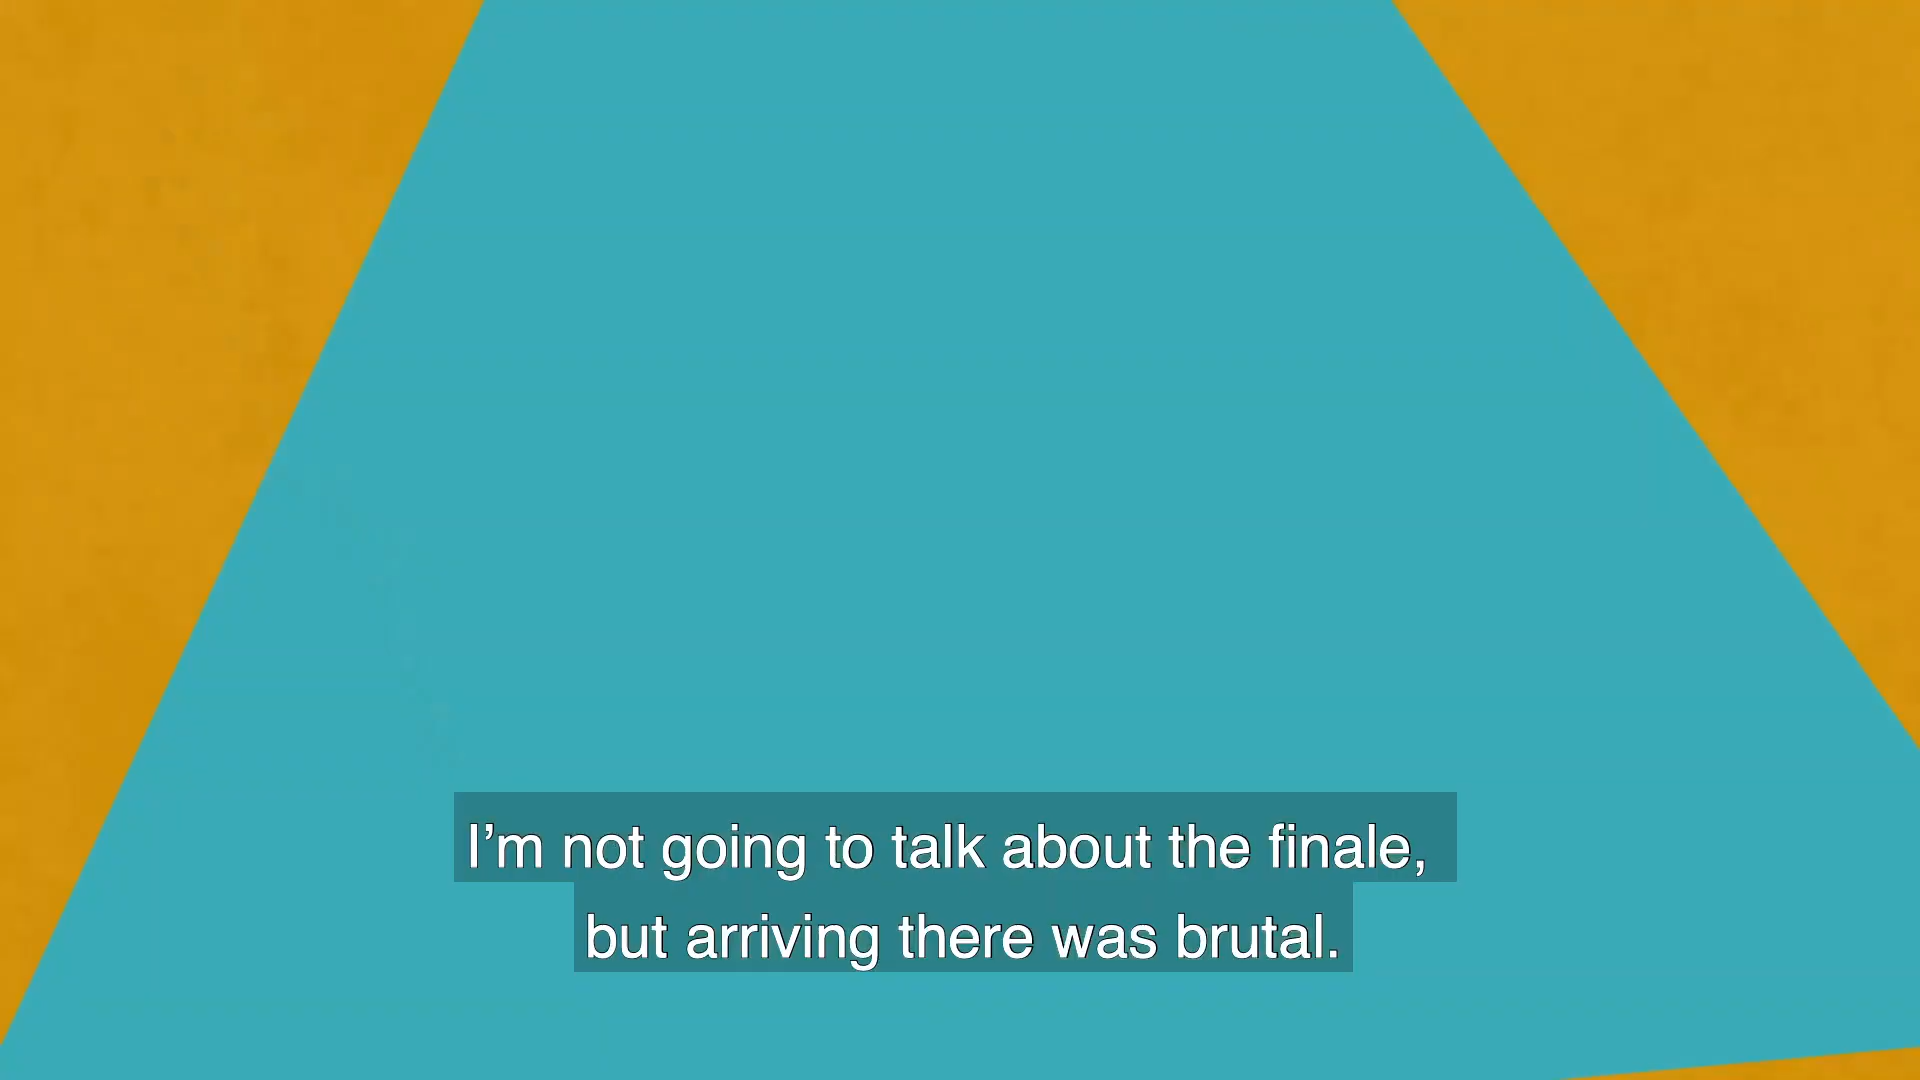 I’m not going to talk about the finale,
but arriving there was brutal.